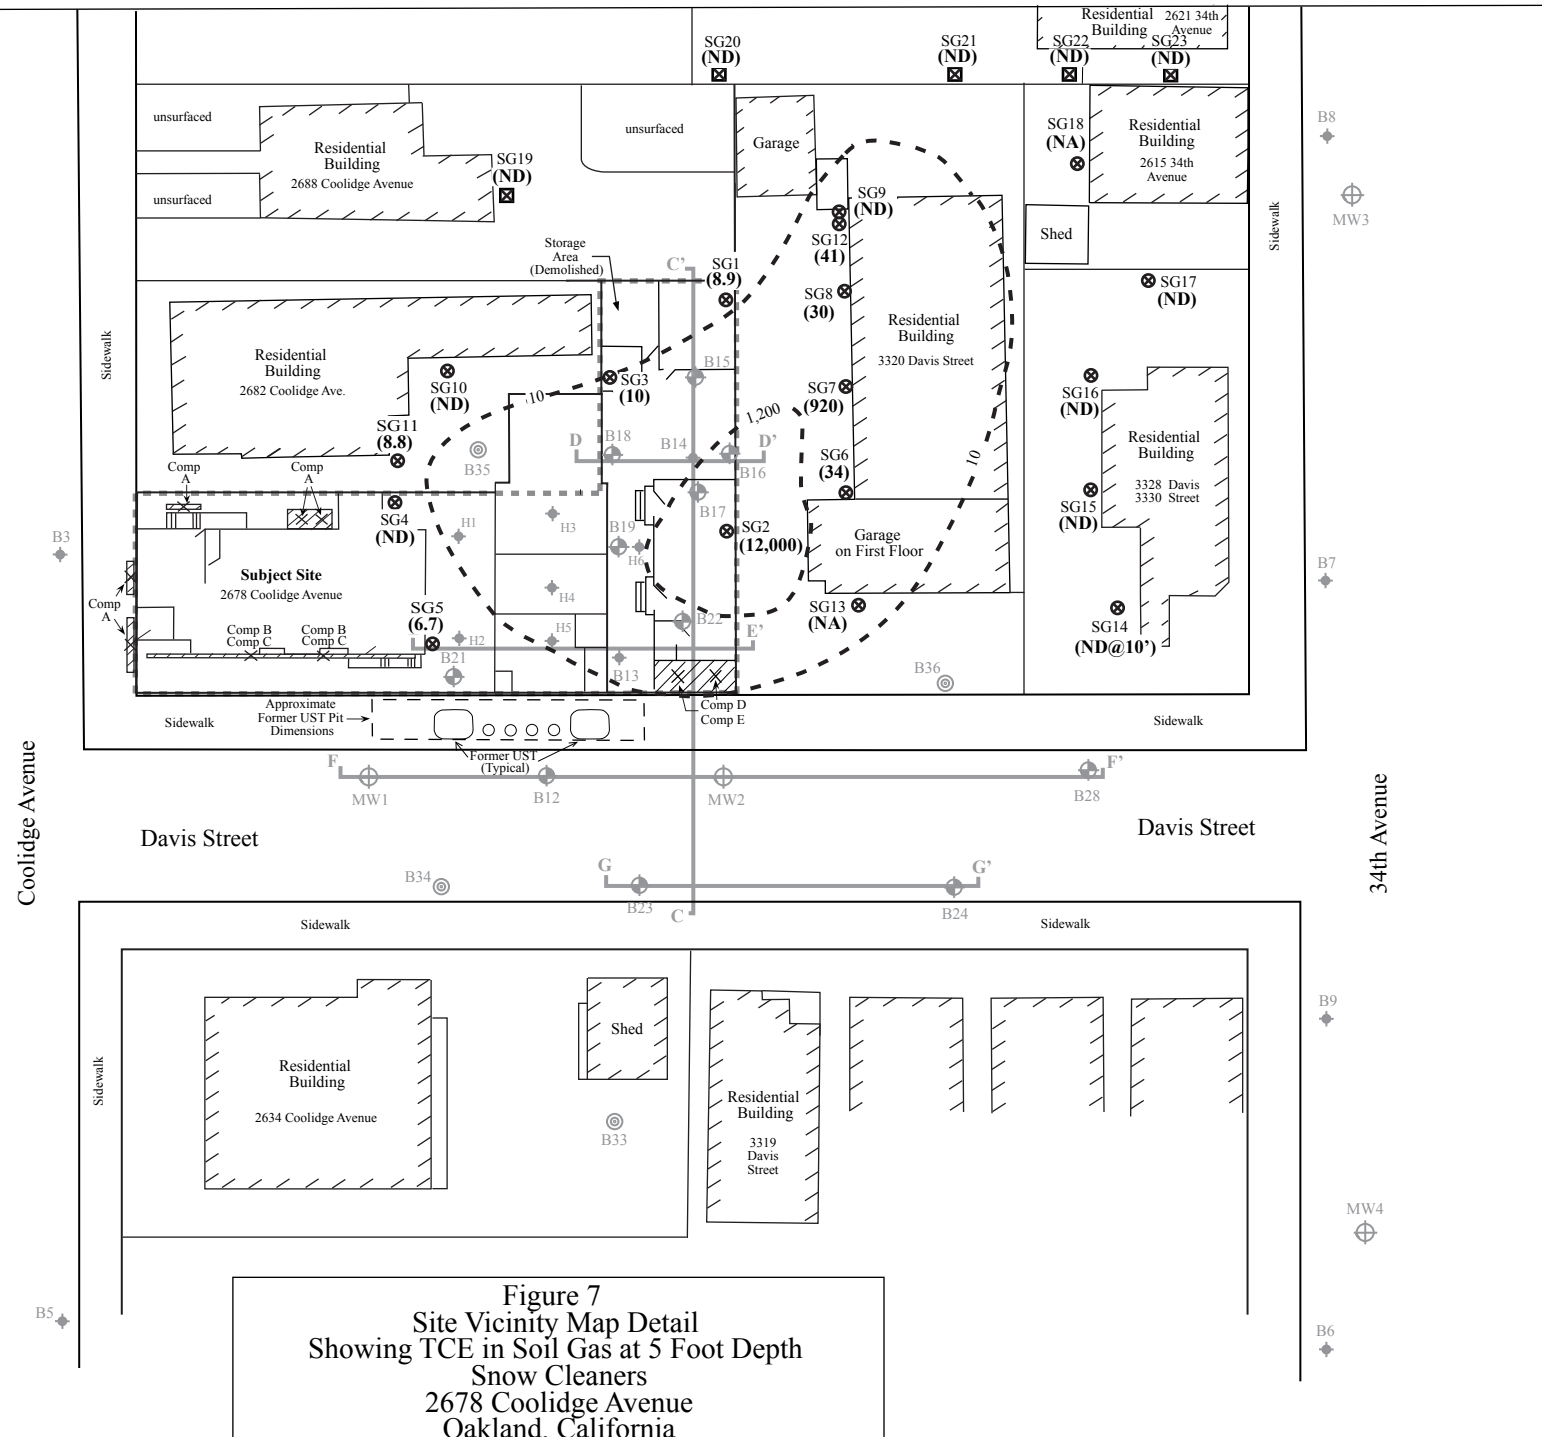 Residential
Building
2621 34th
Avenue
SG20
(ND)
SG21
(ND)
SG22
(ND)
SG23
(ND)
unsurfaced
unsurfaced
Residential
Building
2688 Coolidge Avenue
SG19
(ND)
unsurfaced
Garage
SG18
(NA)
Residential
Building
2615 34th
Avenue
B8
MW3
Sidewalk
SG9
(ND)
SG12
(41)
Shed
Storage
Area
(Demolished)
C’
SG1
(8.9)
SG8
(30)
SG17
(ND)
Sidewalk
Residential
Building
2682 Coolidge Ave.
SG10
(ND)
SG11
(8.8)
10
SG3
(10)
B15
1,200
SG7
(920)
Residential
Building
3320 Davis Street
SG16
(ND)
Residential
Building
3328 Davis
3330 Street
B35
D
B18
B14
B16
D’
SG6
(34)
10
Comp
A
Comp
A
SG4
(ND)
H1
H3
B19
H6
B17
SG2
(12,000)
Garage
on First Floor
SG15
(ND)
B3
B7
Subject Site
2678 Coolidge Avenue
Comp
A
H4
SG5
(6.7)
H2
H5
B22
E’
SG13
(NA)
SG14
(ND@10’)
Comp B
Comp C
Comp B
Comp C
B21
B13
B36
Comp D
Comp E
Sidewalk
Approximate
Former UST Pit
Dimensions
Former UST
(Typical)
Sidewalk
F
MW1
B12
MW2
B28
F’
Coolidge Avenue
Davis Street
Davis Street
34th Avenue
B34
G
B23
C
B24
G’
Sidewalk
Sidewalk
Sidewalk
Residential
Building
2634 Coolidge Avenue
Shed
B33
Residential
Building
3319
Davis
Street
B9
MW4
B5
B6
Figure 7
Site Vicinity Map Detail
Showing TCE in Soil Gas at 5 Foot Depth
Snow Cleaners
2678 Coolidge Avenue
Oakland, California